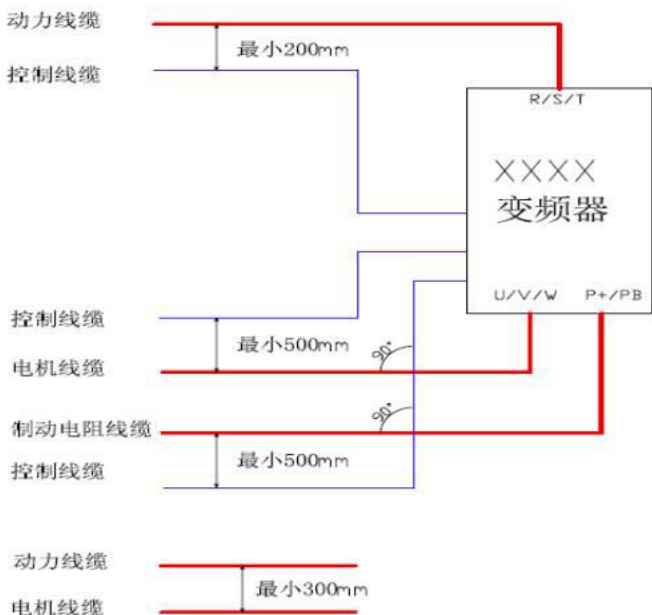 动力线缆
最小200mm
控制线缆
R/S/T
XXXX
变频器
U/V/W P+/PB
控制线缆
最小500mm
90°
电机线缆
90°
制动电阻线缆
最小500mm
控制线缆
动力线缆
最小300mm
电机线缆